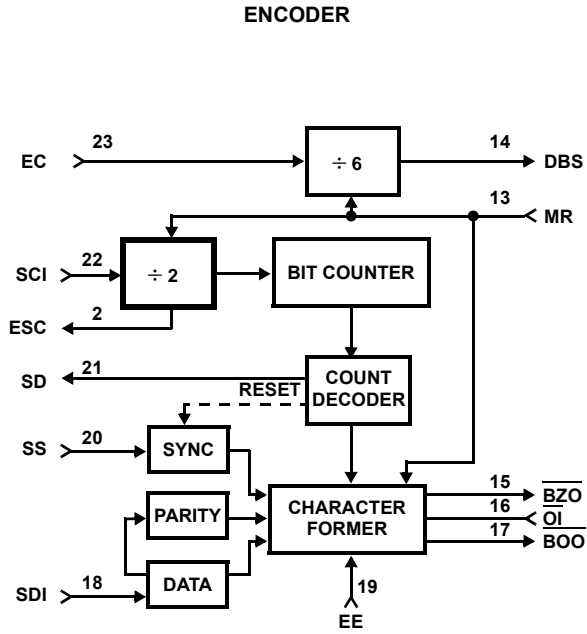 ENCODER
23
14
EC
÷ 6
DBS
13
MR
22
SCI
÷ 2
BIT COUNTER
2
ESC
21
SD
COUNT
DECODER
RESET
20
SS
SYNC
15
BZO
CHARACTER
FORMER
16
OI
PARITY
17
BOO
18
SDI
DATA
19
EE